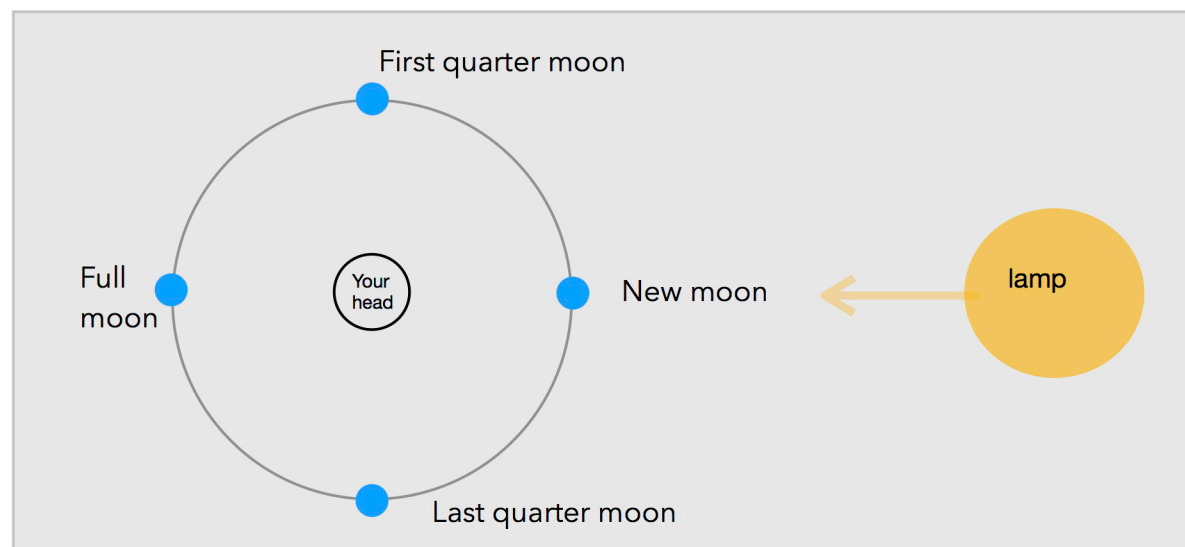 First quarter moon
Full
moon
Your
head
New moon
lamp
Last quarter moon